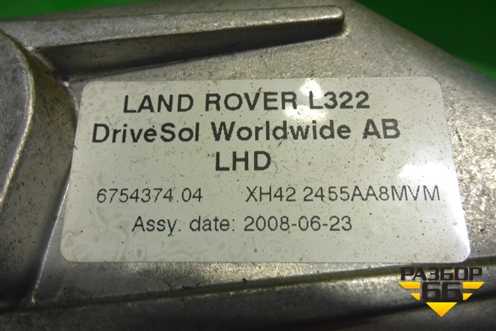 LAND ROVER L322
DriveSol Worldwide AB
LHD
6754374.04 XH42 2455AA8MVM
Assy. date: 2008-06-23
РАЗБОР
66